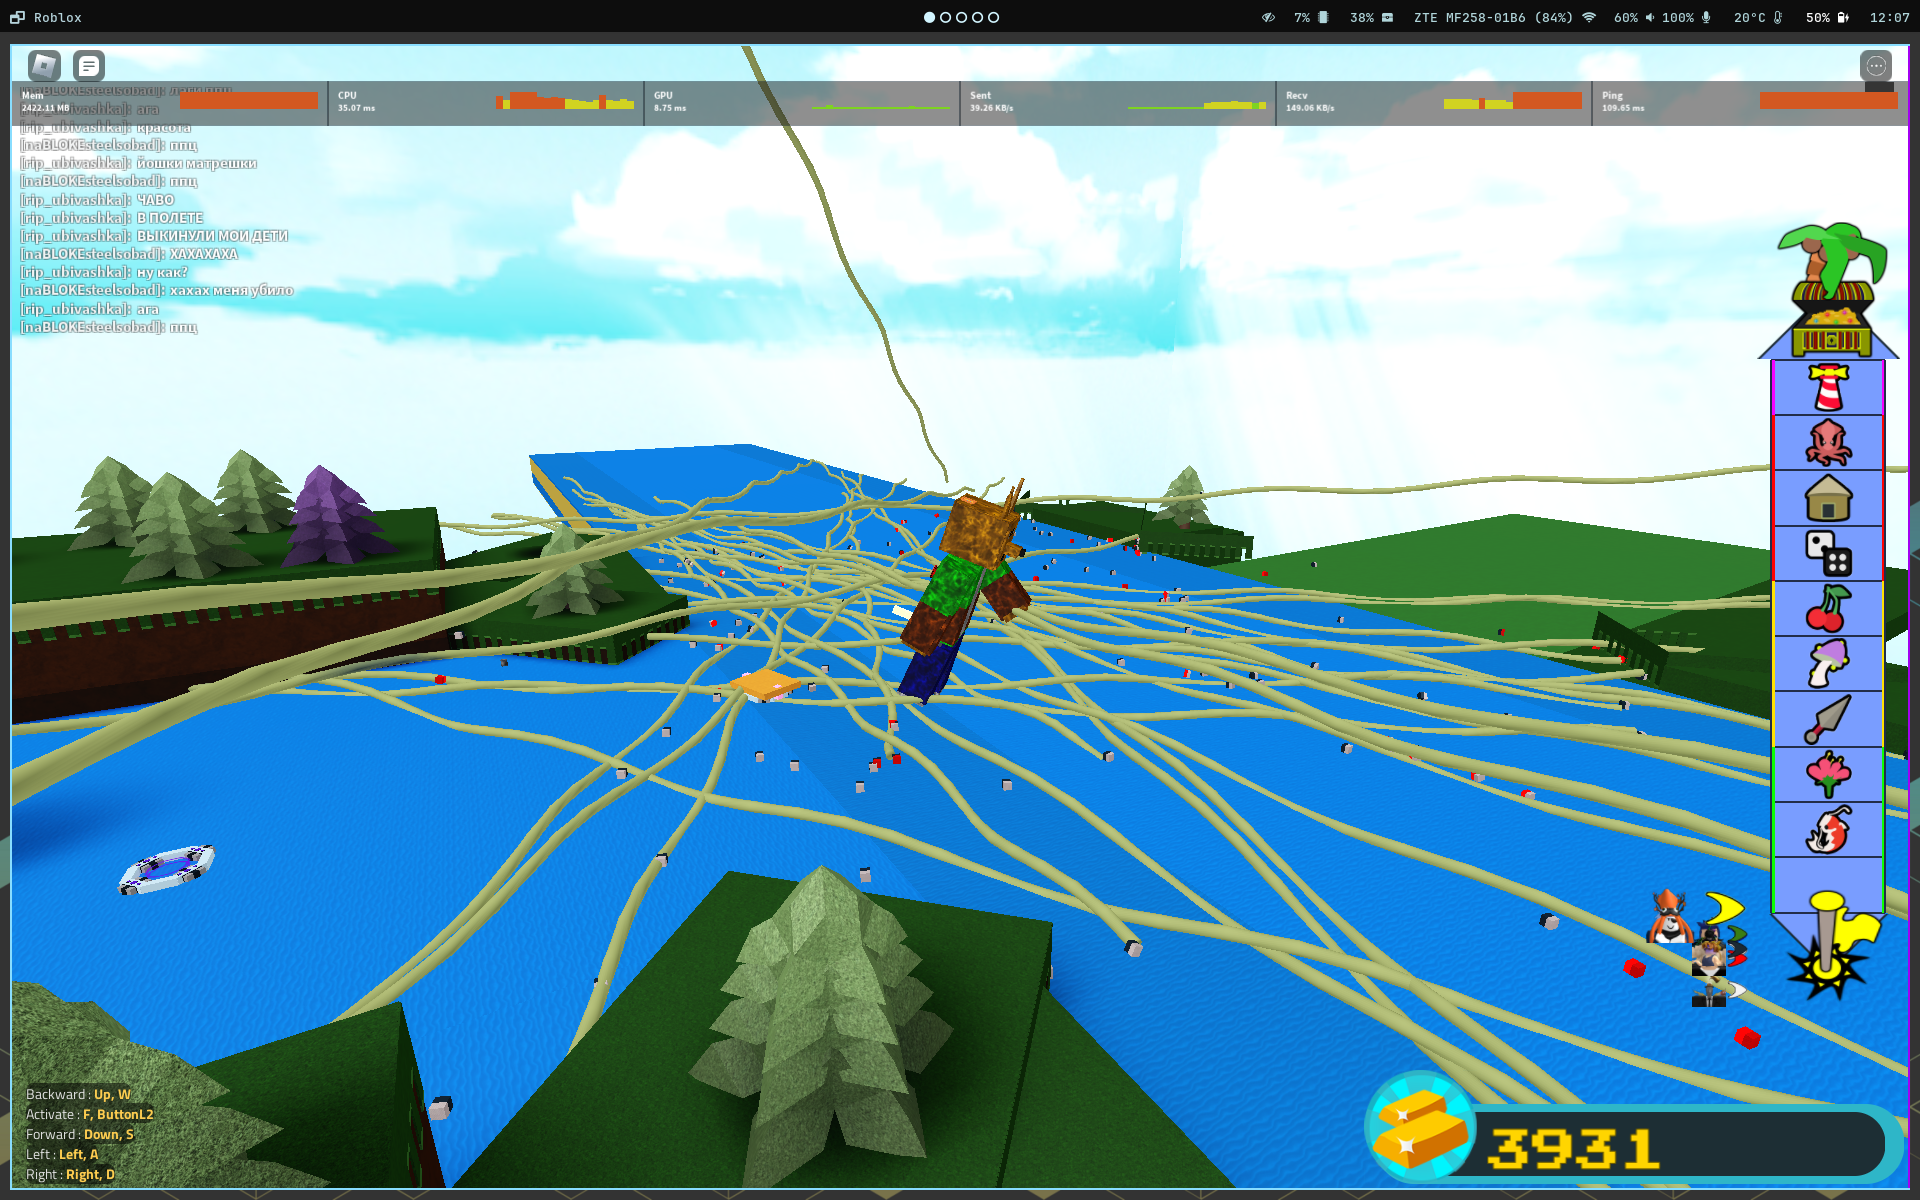 Roblox
7%
38%
ZTE MF258-01B6 (84%)
60%
100%
20°C
50%
12:07
Mem
2422.11 MB
CPU
35.07 ms
GPU
8.75 ms
Sent
39.26 KB/s
Recv
149.06 KB/s
Ping
109.65 ms
[naBLOKEsteelsobad]: лаги ппц
[rip_ubivashka]: ага
[rip_ubivashka]: красота
[naBLOKEsteelsobad]: ппц
[rip_ubivashka]: йошки матрешки
[naBLOKEsteelsobad]: ппц
[rip_ubivashka]: ЧАВО
[rip_ubivashka]: В ПОЛЕТЕ
[rip_ubivashka]: ВЫКИНУЛИ МОИ ДЕТИ
[naBLOKEsteelsobad]: ХАХАХАХА
[rip_ubivashka]: ну как?
[naBLOKEsteelsobad]: хахах меня убило
[rip_ubivashka]: ага
[naBLOKEsteelsobad]: ппц
Backward : Up, W
Activate : F, ButtonL2
Forward : Down, S
Left : Left, A
Right : Right, D
3931